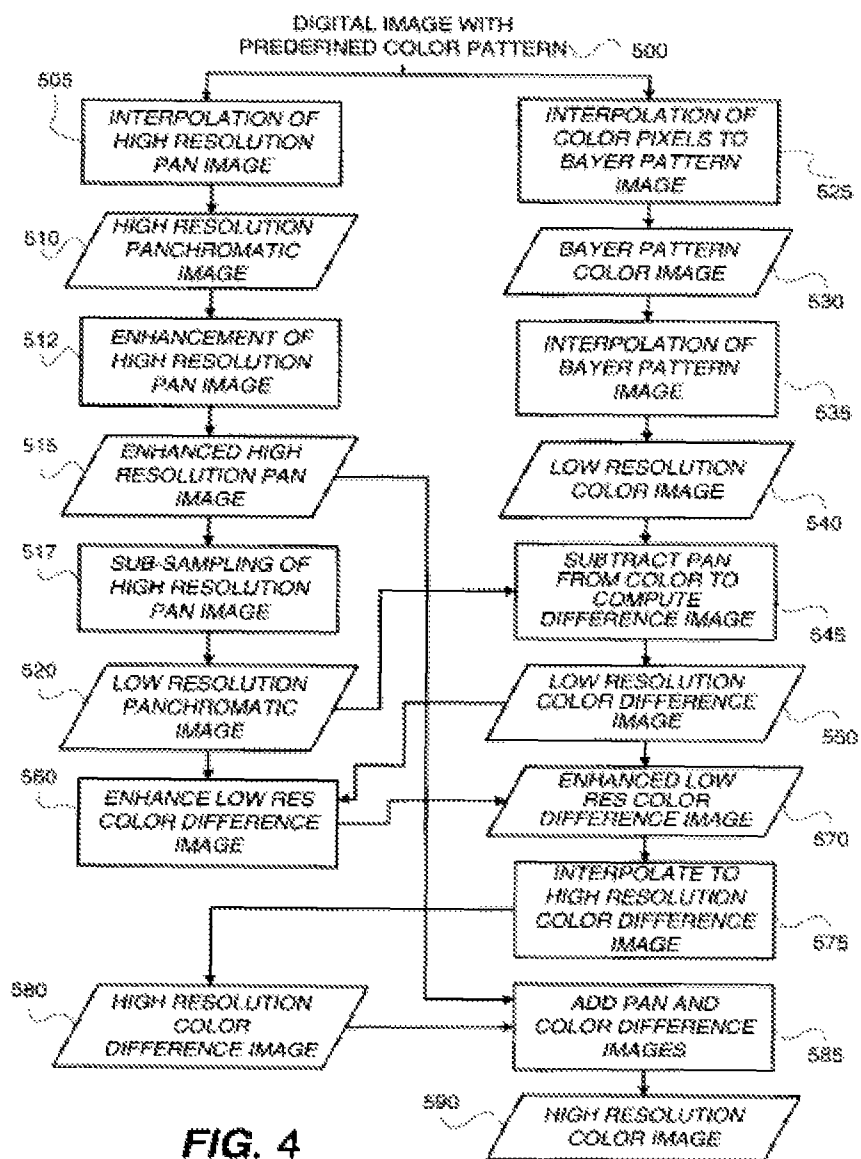 DIGITAL IMAGE WITH
PREDEFINED COLOR PATTERN 500
505
INTERPOLATION OF
HIGH RESOLUTION
PAN IMAGE
510
HIGH RESOLUTION
PANCHROMATIC
IMAGE
512
ENHANCEMENT OF
HIGH RESOLUTION
PAN IMAGE
515
ENHANCED HIGH
RESOLUTION PAN
IMAGE
517
SUB-SAMPLING OF
HIGH RESOLUTION
PAN IMAGE
520
LOW RESOLUTION
PANCHROMATIC
IMAGE
560
ENHANCE LOW RES
COLOR DIFFERENCE
IMAGE
580
HIGH RESOLUTION
COLOR
DIFFERENCE IMAGE
INTERPOLATION OF
COLOR PIXELS TO
BAYER PATTERN
IMAGE
525
BAYER PATTERN
COLOR IMAGE
530
INTERPOLATION OF
BAYER PATTERN
IMAGE
535
LOW RESOLUTION
COLOR IMAGE
540
SUBTRACT PAN
FROM COLOR TO
COMPUTE
DIFFERENCE IMAGE
545
LOW RESOLUTION
COLOR DIFFERENCE
IMAGE
550
ENHANCED LOW
RES COLOR
DIFFERENCE IMAGE
570
INTERPOLATE TO
HIGH RESOLUTION
COLOR DIFFERENCE
IMAGE
575
ADD PAN AND
COLOR DIFFERENCE
IMAGES
585
590
HIGH RESOLUTION
COLOR IMAGE
FIG. 4